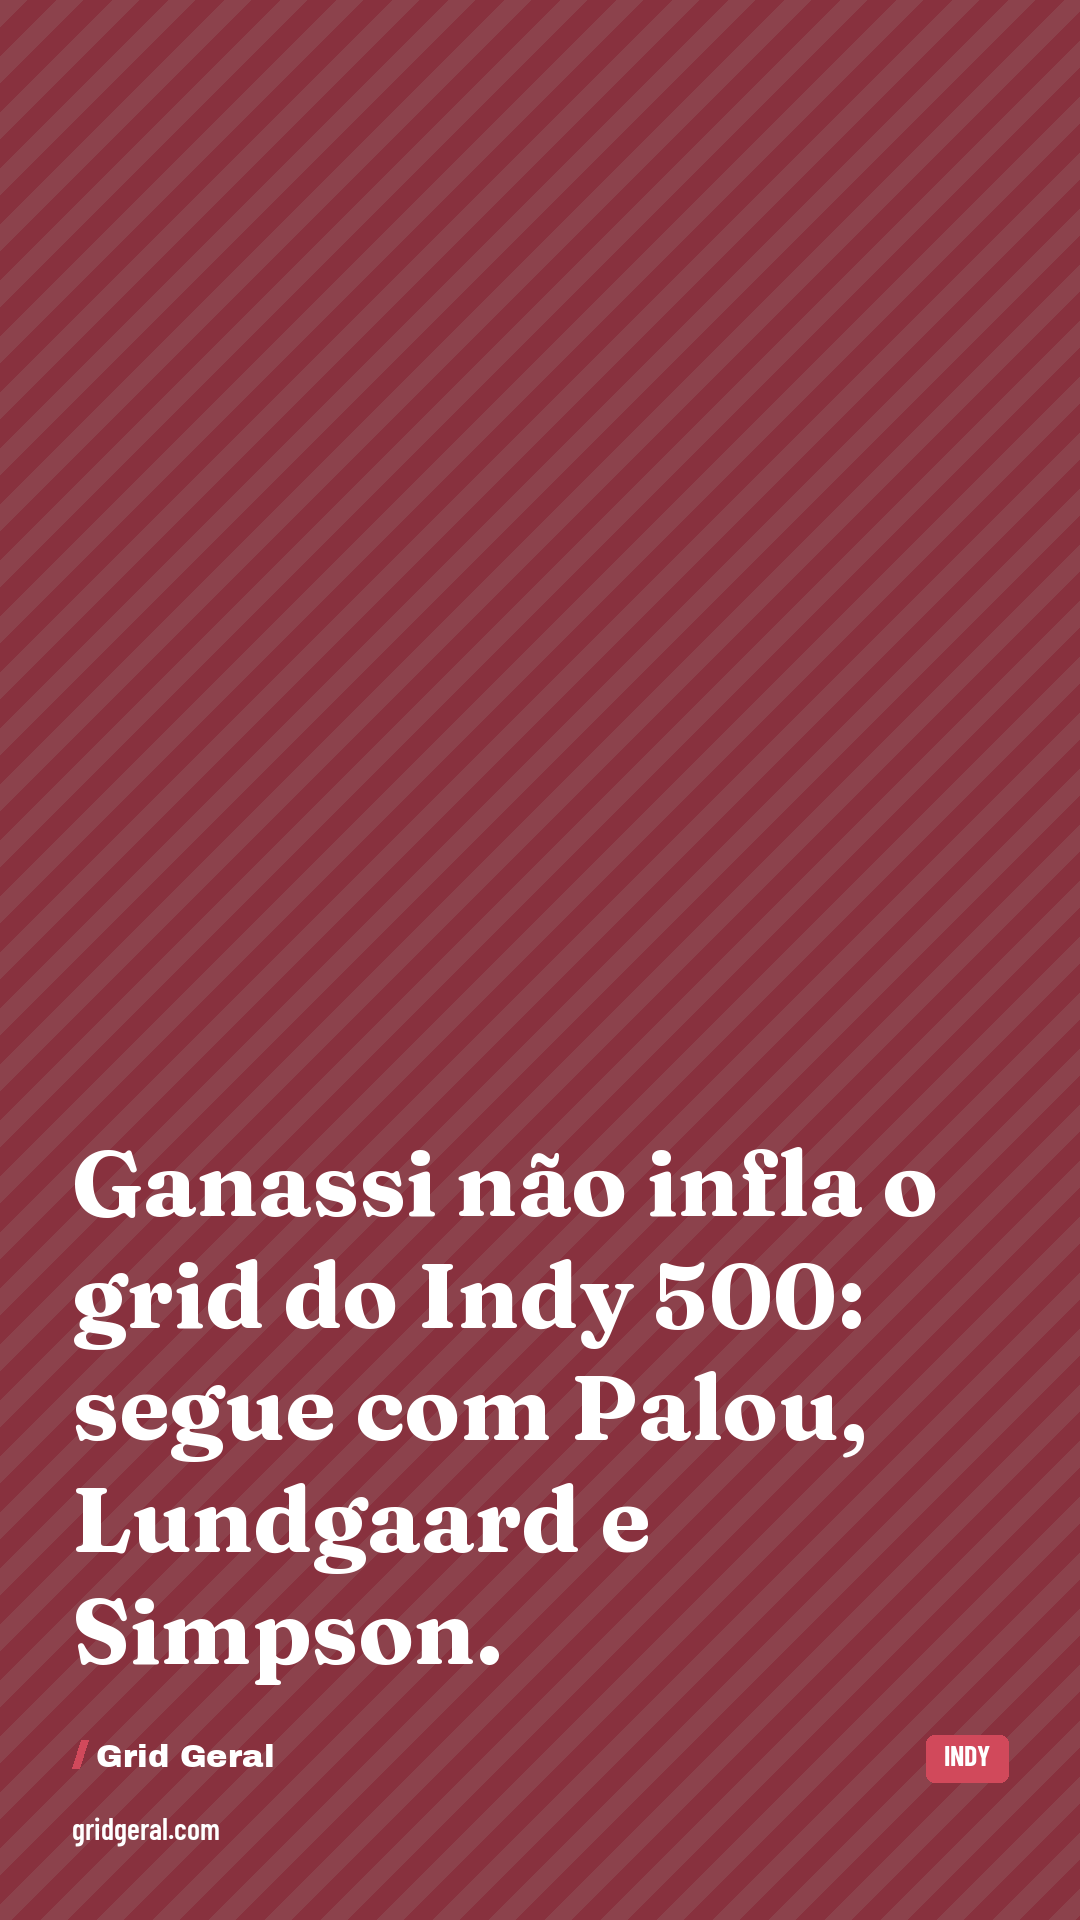 Ganassi não infla o
grid do Indy 500:
segue com Palou,
Lundgaard e
Simpson.
/ Grid Geral
INDY
gridgeral.com